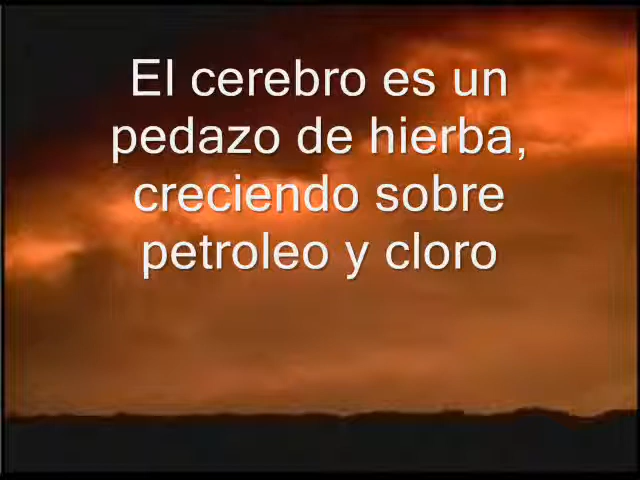 El cerebro es un
pedazo de hierba,
creciendo sobre
petroleo y cloro